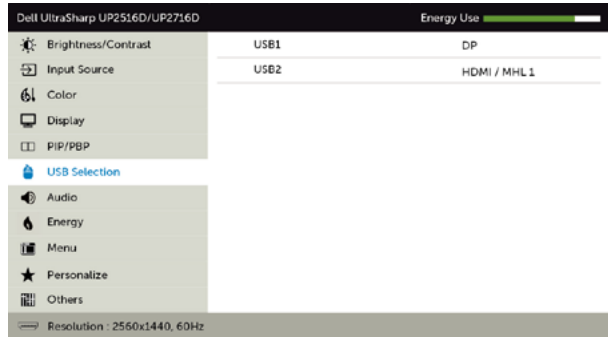 Dell UltraSharp UP2516D/UP2716D Energy Use
Brightness/Contrast USB1 DP
Input Source USB2 HDMI / MHL 1
Color
Display
PIP/PBP
USB Selection
Audio
Energy
Menu
Personalize
Others
Resolution : 2560x1440, 60Hz